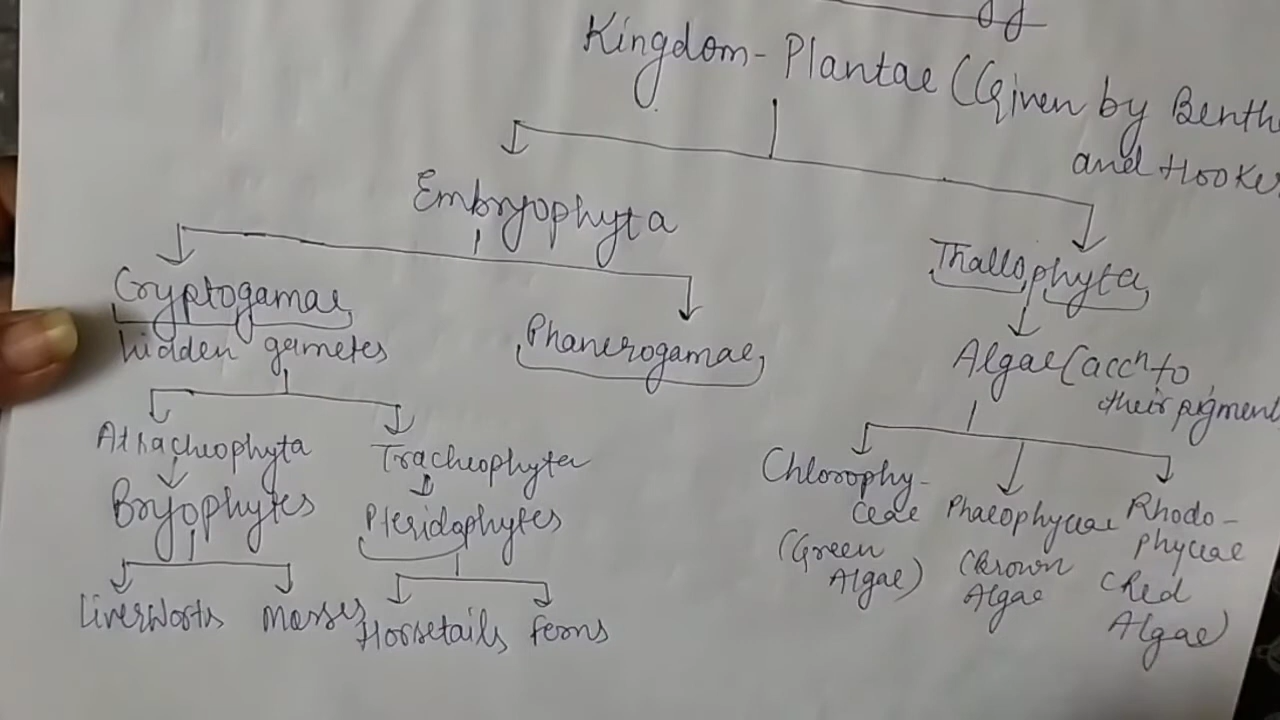 Kingdom - Plantae (Given by Benth
and Hooker
Embryophyta
Thallophyta
Cryptogamae
hidden gametes
Phanerogamae
Algae (accn to
their pigment
Atracheophyta
Tracheophyta
Bryophytes
Pteridophytes
Liverworts
Mosses
Horsetails
ferns
Chlorophy-
ceae
(Green
Algae)
Phaeophyceae
(Brown
Algae
Rhodo-
phyceae
(Red
Algae)